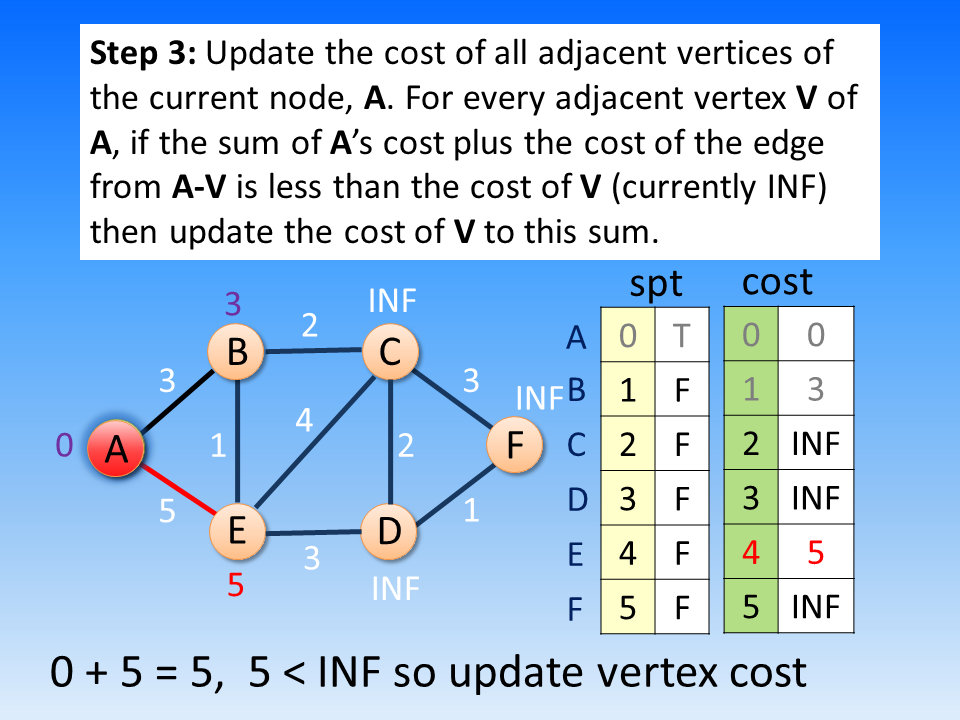 Step 3: Update the cost of all adjacent vertices of
the current node, A. For every adjacent vertex V of
A, if the sum of A’s cost plus the cost of the edge
from A-V is less than the cost of V (currently INF)
then update the cost of V to this sum.
spt cost
3 INF
2
B C
3 3 INF
4
0 A 1 2 F
5 1
E D
3
5 INF
A 0 T 0 0
B 1 F 1 3
C 2 F 2 INF
D 3 F 3 INF
E 4 F 4 5
F 5 F 5 INF
0 + 5 = 5, 5 < INF so update vertex cost